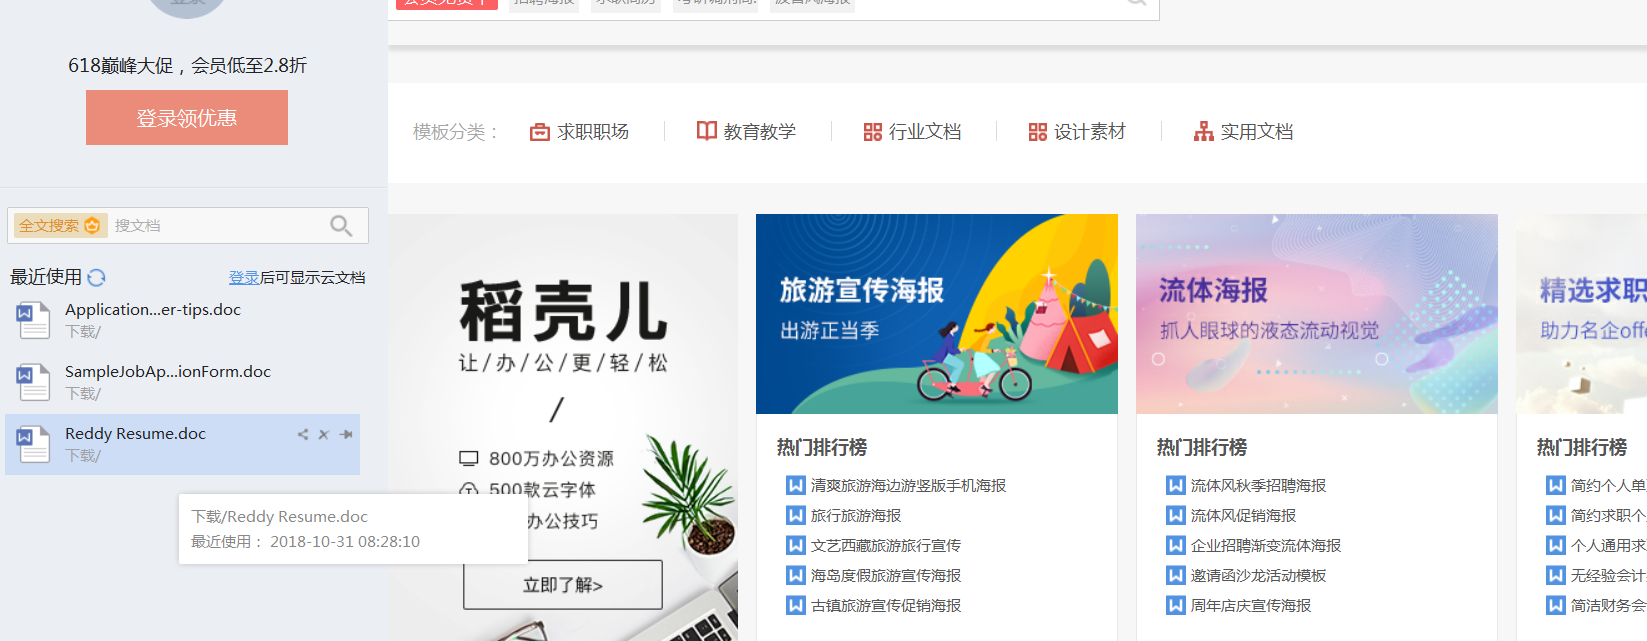 登录
618巅峰大促，会员低至2.8折
登录领优惠
全文搜索 搜文档
最近使用 登录后可显示云文档
Application...er-tips.doc
下载/
SampleJobAp...ionForm.doc
下载/
Reddy Resume.doc
下载/
下载/Reddy Resume.doc
最近使用： 2018-10-31 08:28:10
模板分类： 求职职场 教育教学 行业文档 设计素材 实用文档
稻壳儿
让/办/公/更/轻/松
/
800万办公资源
500款云字体
办公技巧
立即了解>
旅游宣传海报
出游正当季
热门排行榜
清爽旅游海边游竖版手机海报
旅行旅游海报
文艺西藏旅游旅行宣传
海岛度假旅游宣传海报
古镇旅游宣传促销海报
流体海报
抓人眼球的液态流动视觉
热门排行榜
流体风秋季招聘海报
流体风促销海报
企业招聘渐变流体海报
邀请函沙龙活动模板
周年店庆宣传海报
精选求职
助力名企offe
热门排行榜
简约个人单
简约求职个
个人通用求
无经验会计
简洁财务会